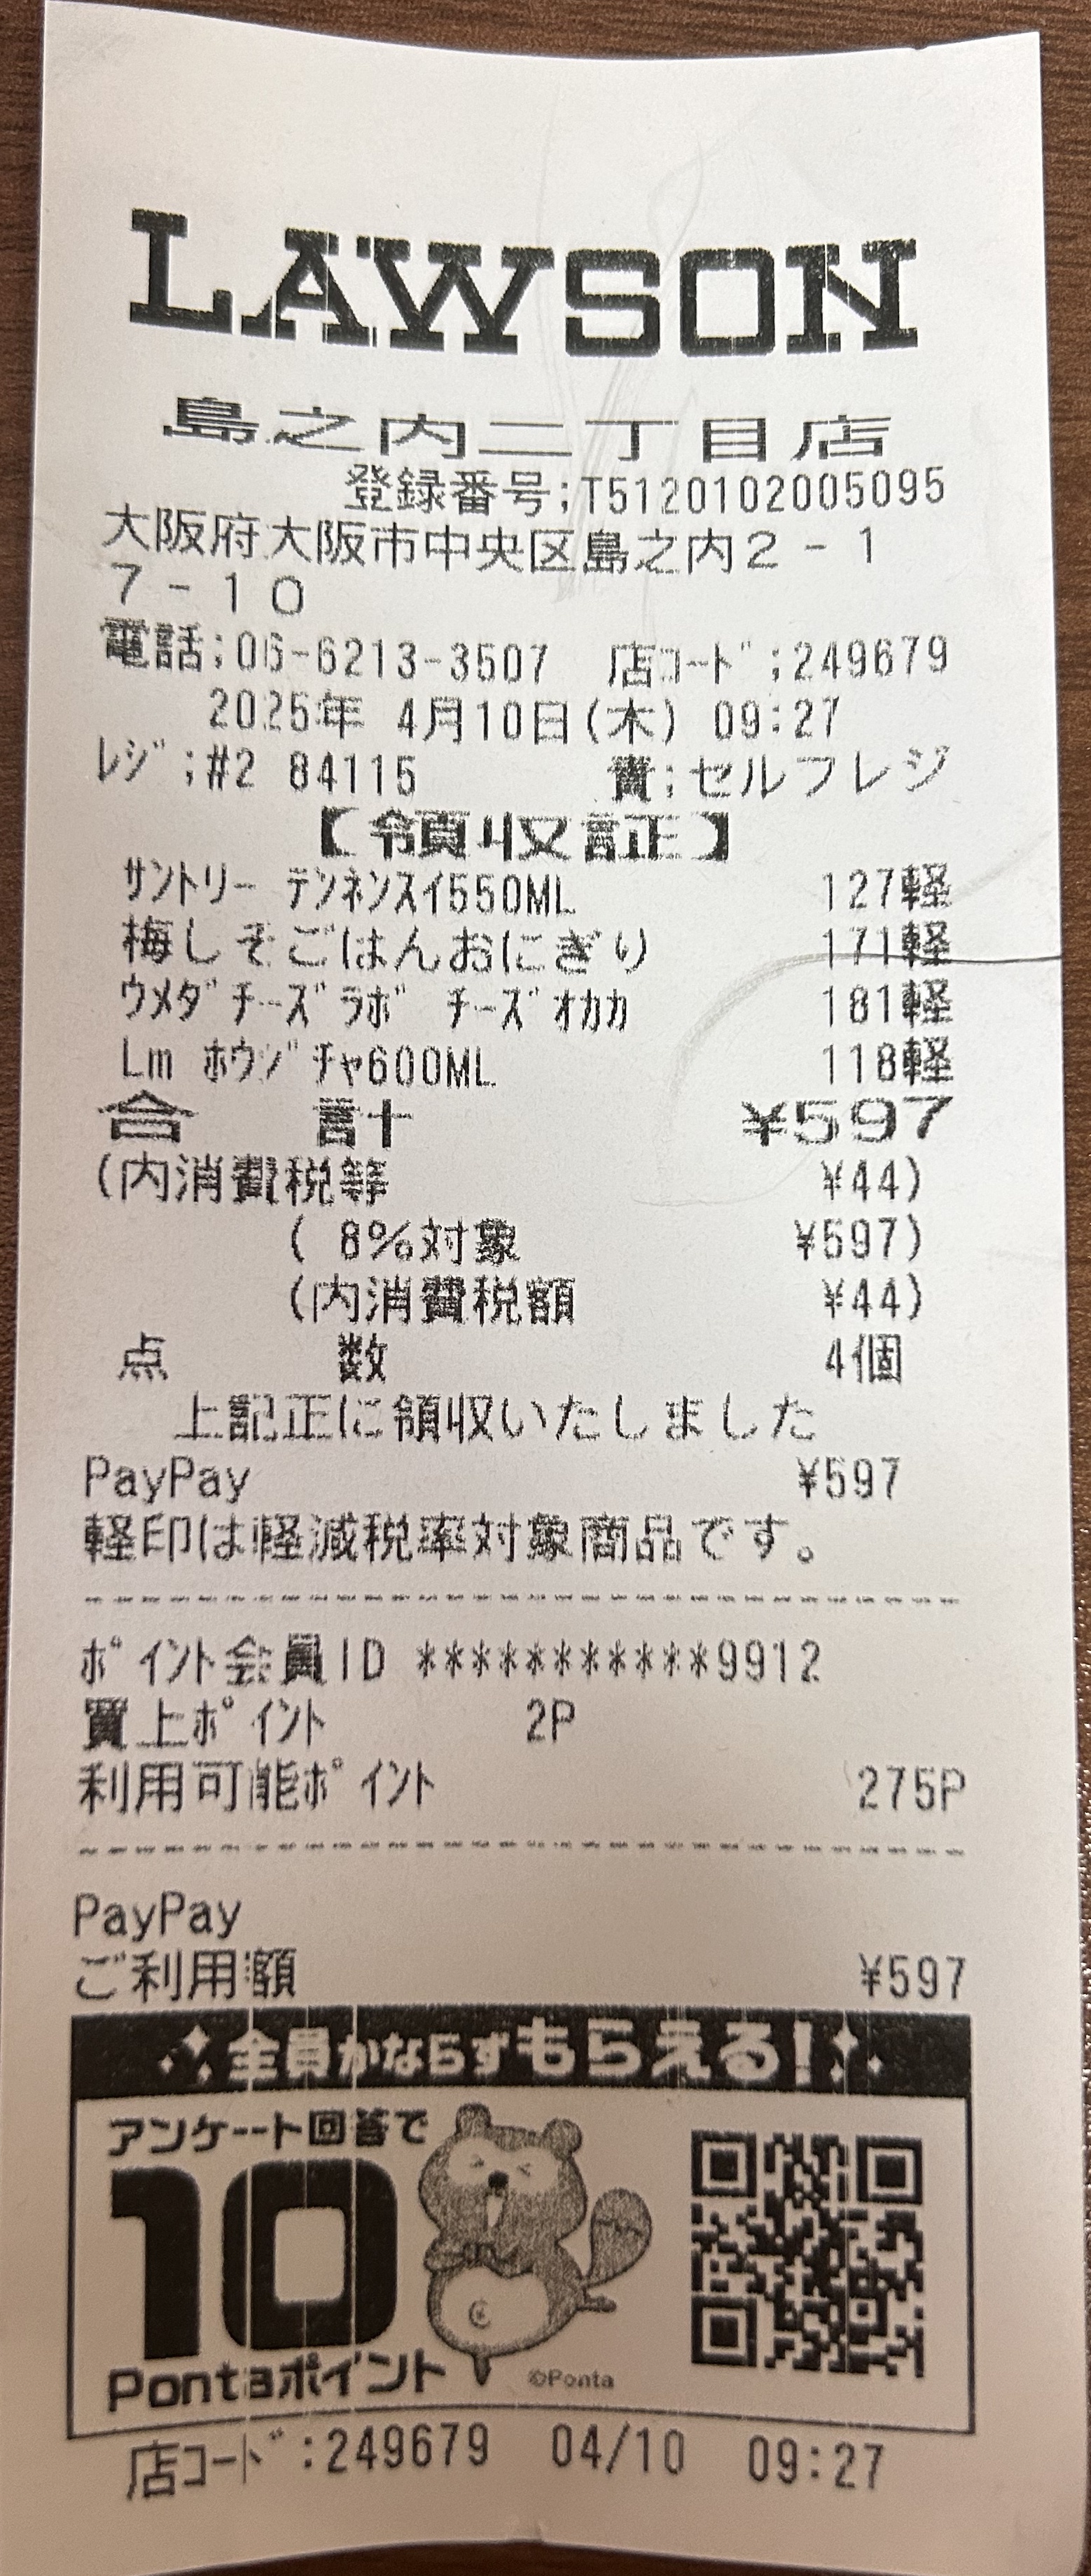 LAWSON
島之内二丁目店
登録番号;T5120102005095
大阪府大阪市中央区島之内2-1
7-10
電話;06-6213-3507 店ｺｰﾄﾞ;249679
2025年 4月10日(木) 09:27
ﾚｼﾞ;#2 84115 責:セルフレジ
【領収証】
ｻﾝﾄﾘｰ ﾃﾝﾈﾝｽｲ550ML 127軽
梅しそごはんおにぎり 171軽
ｳﾒﾀﾞﾁｰｽﾞﾗﾎﾞ ﾁｰｽﾞｵｶｶ 181軽
Lm ﾎｳｼﾞﾁｬ600ML 118軽
合 計 ¥597
(内消費税等 ¥44)
( 8%対象 ¥597)
(内消費税額 ¥44)
点 数 4個
上記正に領収いたしました
PayPay ¥597
軽印は軽減税率対象商品です。
ﾎﾟｲﾝﾄ会員ID ***********9912
買上ﾎﾟｲﾝﾄ 2P
利用可能ﾎﾟｲﾝﾄ 275P
PayPay
ご利用額 ¥597
全員かならずもらえる!
アンケート回答で
10
Pontaポイント
©Ponta
店ｺｰﾄﾞ:249679 04/10 09:27